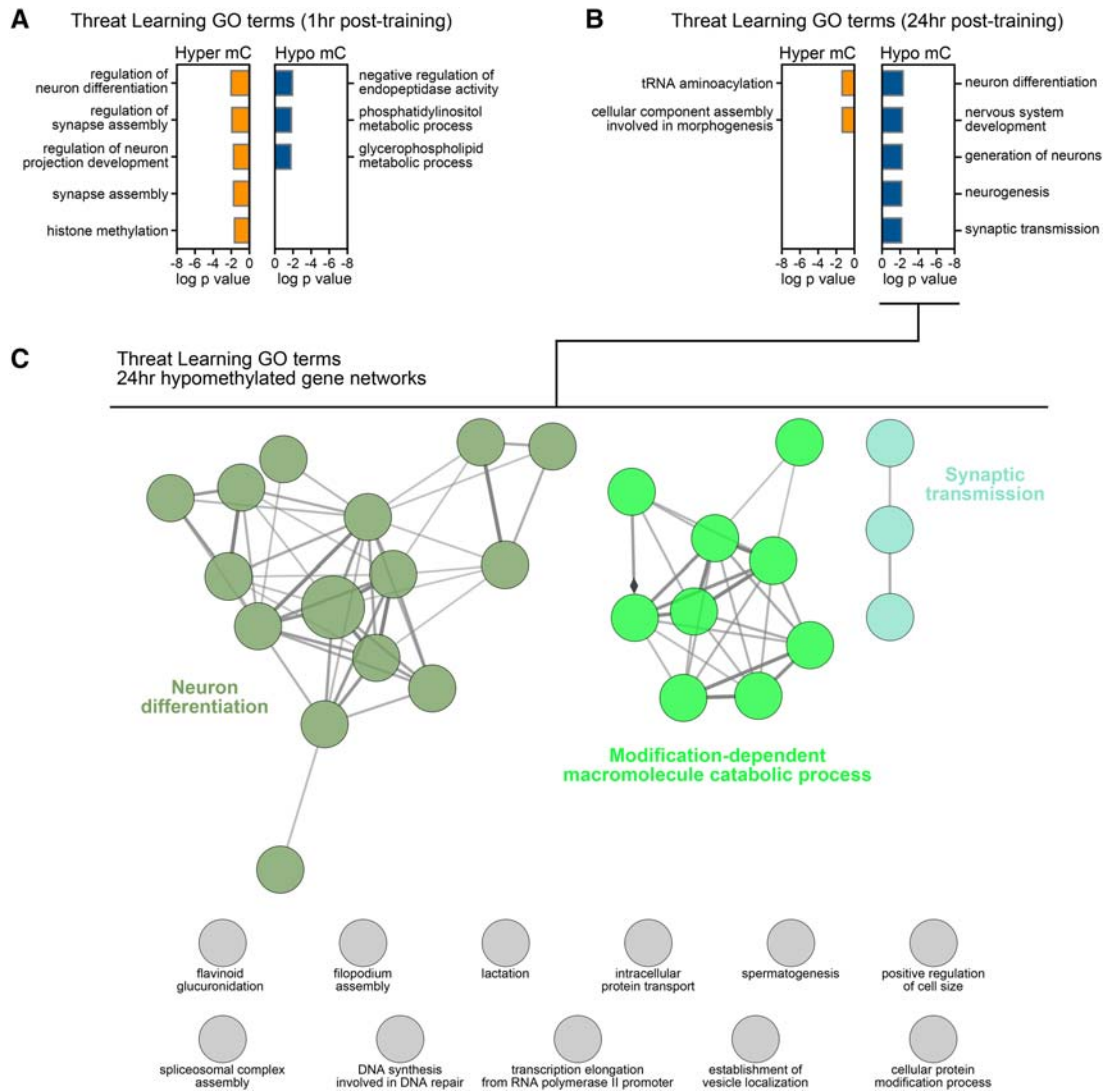 A
Threat Learning GO terms (1hr post-training)
Hyper mC
Hypo mC
regulation of
neuron differentiation
regulation of
synapse assembly
regulation of neuron
projection development
synapse assembly
histone methylation
negative regulation of
endopeptidase activity
phosphatidylinositol
metabolic process
glycerophospholipid
metabolic process
-8 -6 -4 -2 0
log p value
0 -2 -4 -6 -8
log p value
B
Threat Learning GO terms (24hr post-training)
Hyper mC
Hypo mC
tRNA aminoacylation
cellular component assembly
involved in morphogenesis
neuron differentiation
nervous system
development
generation of neurons
neurogenesis
synaptic transmission
-8 -6 -4 -2 0
log p value
0 -2 -4 -6 -8
log p value
C
Threat Learning GO terms
24hr hypomethylated gene networks
Neuron
differentiation
Modification-dependent
macromolecule catabolic process
Synaptic
transmission
flavinoid
glucuronidation
filopodium
assembly
lactation
intracellular
protein transport
spermatogenesis
positive regulation
of cell size
spliceosomal complex
assembly
DNA synthesis
involved in DNA repair
transcription elongation
from RNA polymerase II promoter
establishment of
vesicle localization
cellular protein
modification process